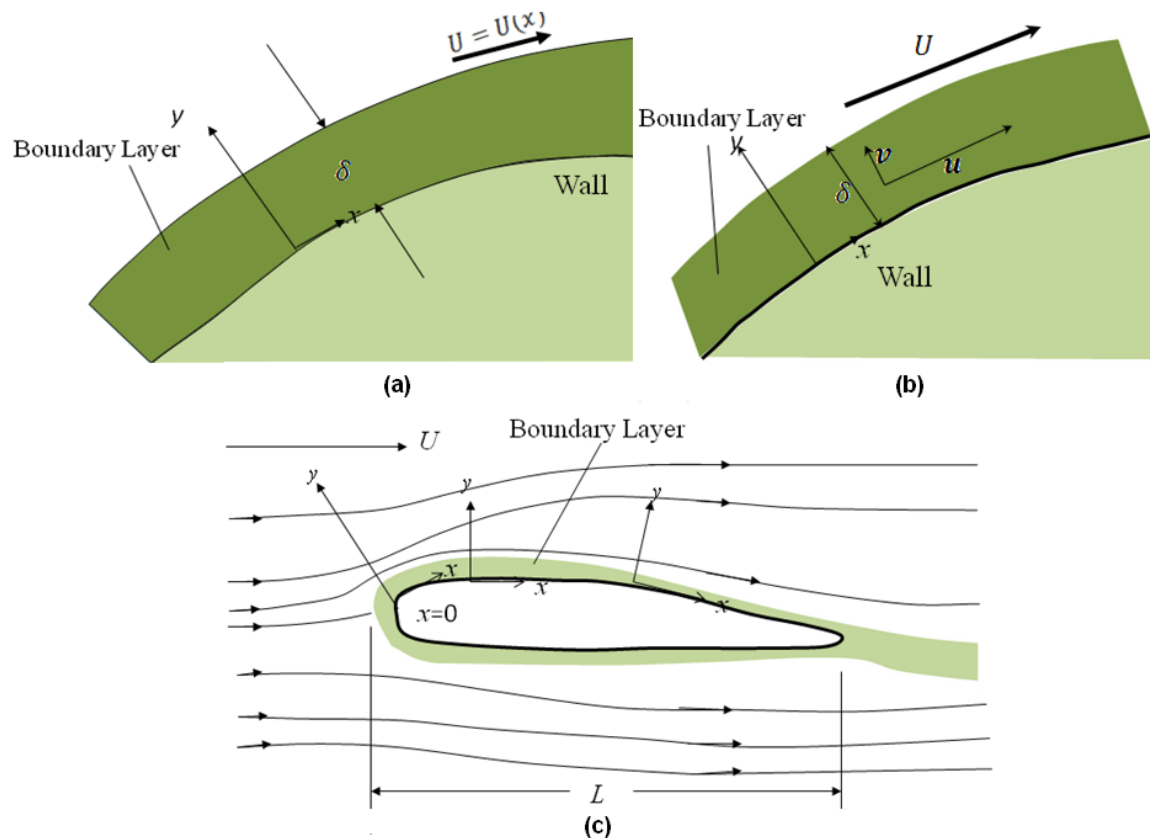 U = U(x)
y
Boundary Layer
δ
x
Wall
(a)
U
Boundary Layer
y
v
u
δ
x
Wall
(b)
Boundary Layer
U
y
y
y
x
x
x=0
x
L
(c)